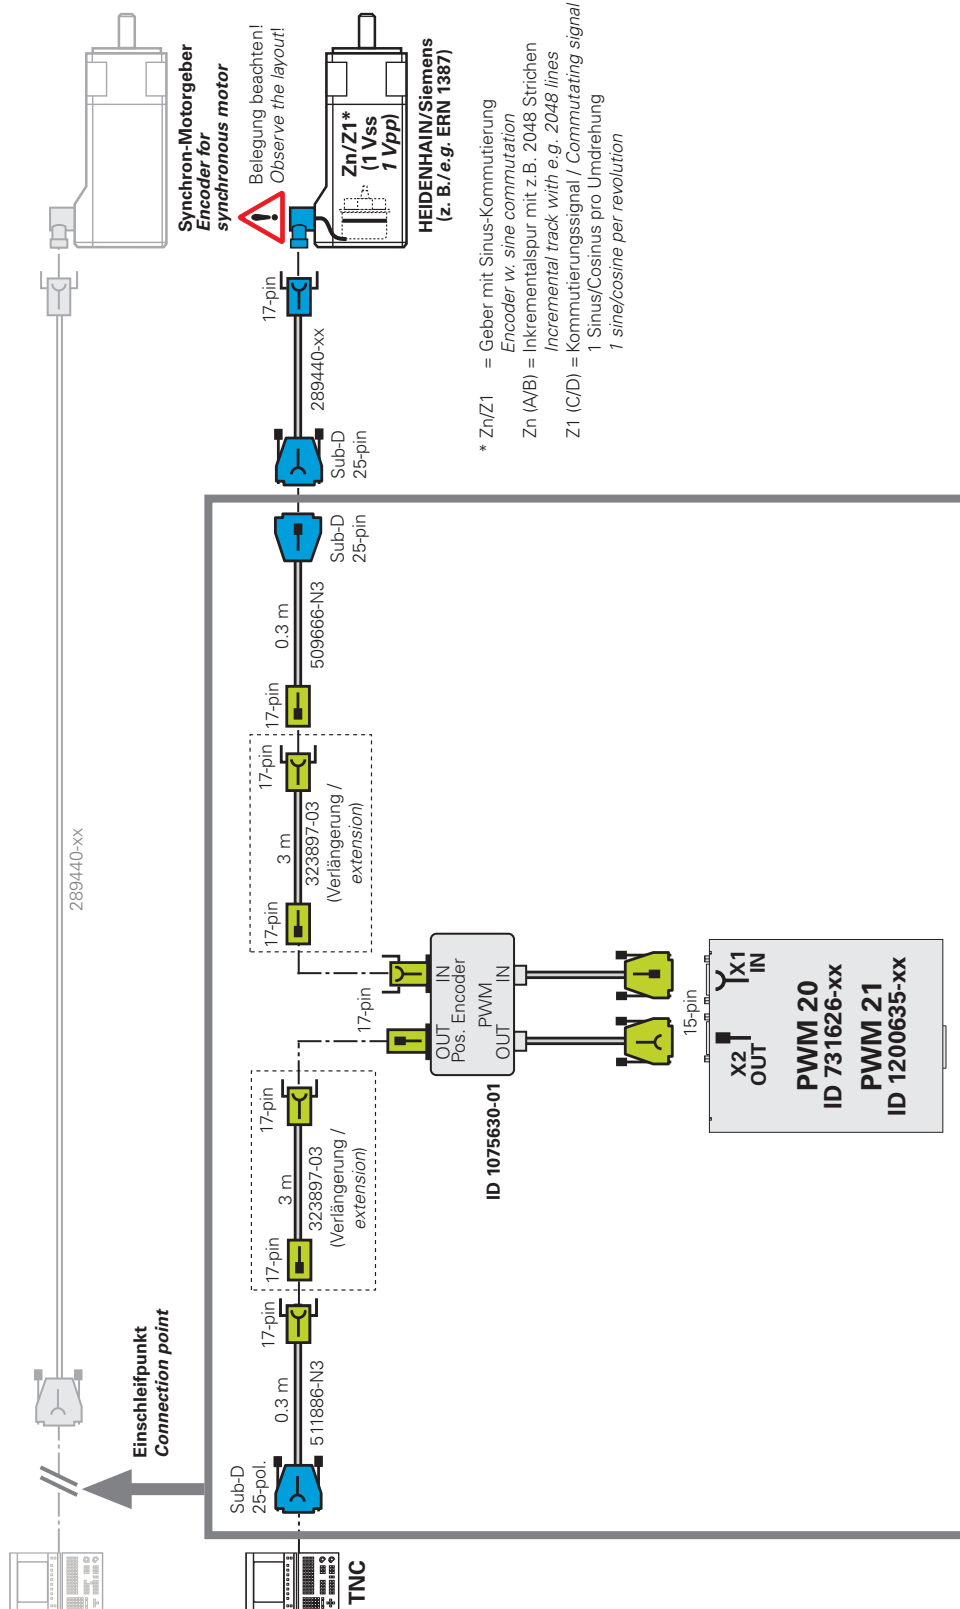 289440-xx
Synchron-Motorgeber
Encoder for
synchronous motor
Einschleifpunkt
Connection point
TNC
Sub-D
25-pol.
0.3 m
511886-N3
17-pin
17-pin
3 m
323897-03
(Verlängerung /
extension)
17-pin
17-pin
17-pin
3 m
323897-03
(Verlängerung /
extension)
17-pin
17-pin
0.3 m
509666-N3
Sub-D
25-pin
Sub-D
25-pin
289440-xx
17-pin
Belegung beachten!
Observe the layout!
Zn/Z1*
(1 Vss
1 Vpp)
HEIDENHAIN/Siemens
(z. B./e.g. ERN 1387)
* Zn/Z1 = Geber mit Sinus-Kommutierung
Encoder w. sine commutation
Zn (A/B) = Inkrementalspur mit z.B. 2048 Strichen
Incremental track with e.g. 2048 lines
Z1 (C/D) = Kommutierungssignal / Commutating signal
1 Sinus/Cosinus pro Umdrehung
1 sine/cosine per revolution
OUT IN
Pos. Encoder
PWM
OUT IN
ID 1075630-01
15-pin
X2
OUT
X1
IN
PWM 20
ID 731626-xx
PWM 21
ID 1200635-xx